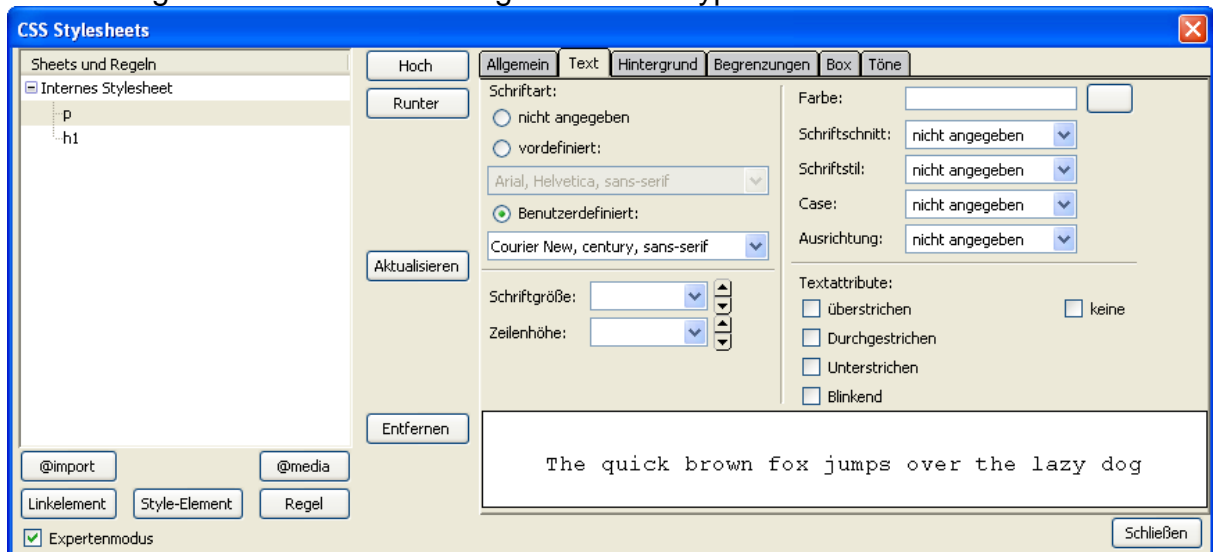 CSS Stylesheets
Sheets und Regeln
Internes Stylesheet
p
h1
@import
@media
Linkelement
Style-Element
Regel
Expertenmodus
Hoch
Runter
Aktualisieren
Entfernen
Allgemein Text Hintergrund Begrenzungen Box Töne
Schriftart:
nicht angegeben
vordefiniert:
Arial, Helvetica, sans-serif
Benutzerdefiniert:
Courier New, century, sans-serif
Schriftgröße:
Zeilenhöhe:
Farbe:
Schriftschnitt: nicht angegeben
Schriftstil: nicht angegeben
Case: nicht angegeben
Ausrichtung: nicht angegeben
Textattribute:
überstrichen keine
Durchgestrichen
Unterstrichen
Blinkend
The quick brown fox jumps over the lazy dog
Schließen